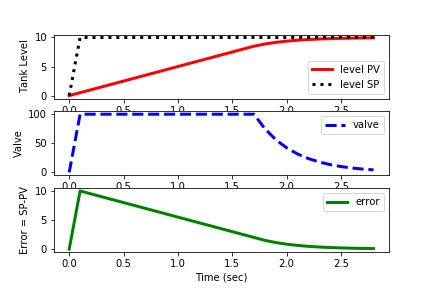 Tank Level
10
5
0
level PV
level SP
0.0 0.5 1.0 1.5 2.0 2.5
Valve
100
50
0
valve
0.0 0.5 1.0 1.5 2.0 2.5
Error = SP-PV
10
5
0
error
0.0 0.5 1.0 1.5 2.0 2.5
Time (sec)